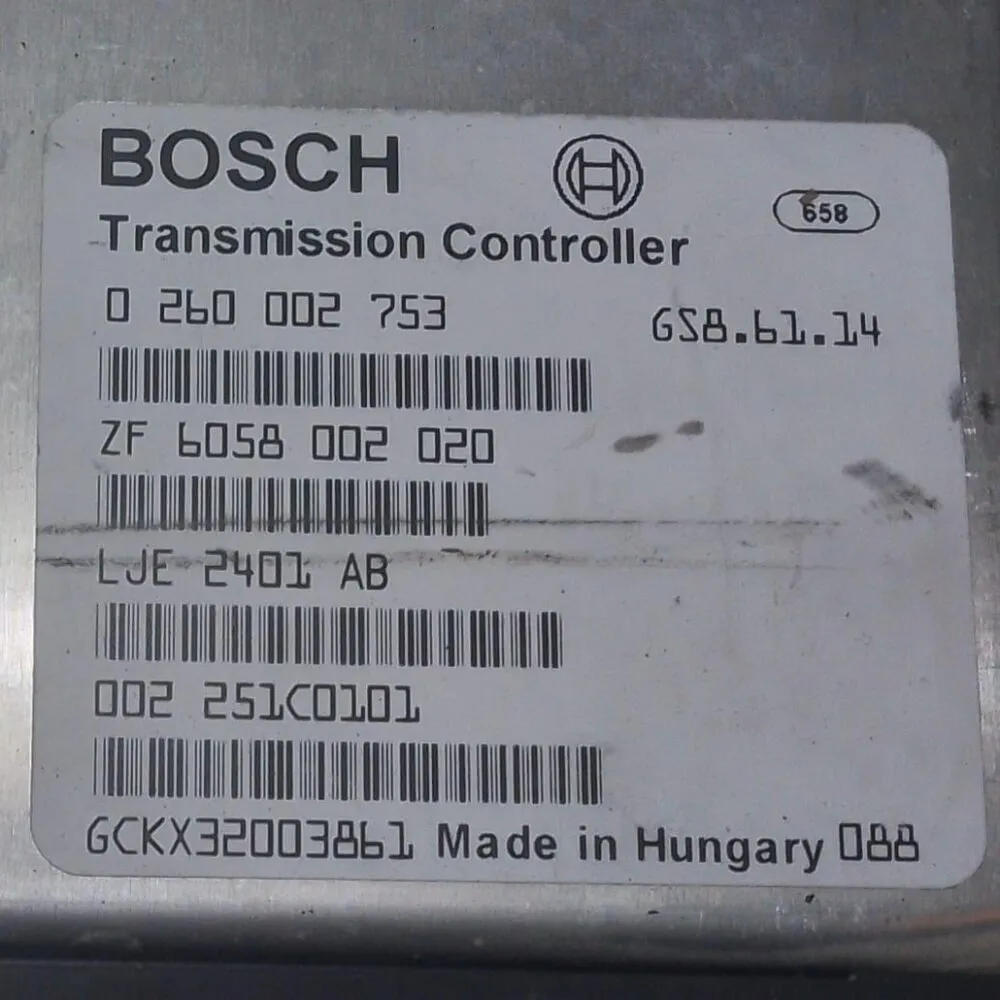 BOSCH
658
Transmission Controller
0 260 002 753
GS8.61.14
ZF 6058 002 020
LJE 2401 AB
002 251C0101
GCKX32003861 Made in Hungary 088